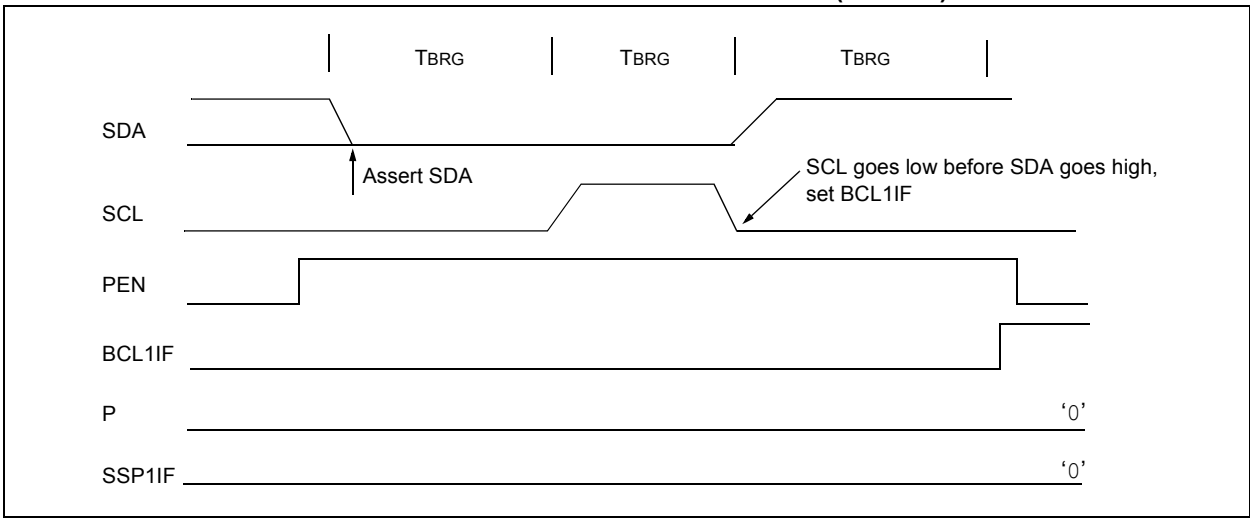 TBRG TBRG TBRG
SDA
Assert SDA
SCL goes low before SDA goes high,
set BCL1IF
SCL
PEN
BCL1IF
P ‘0’
SSP1IF ‘0’